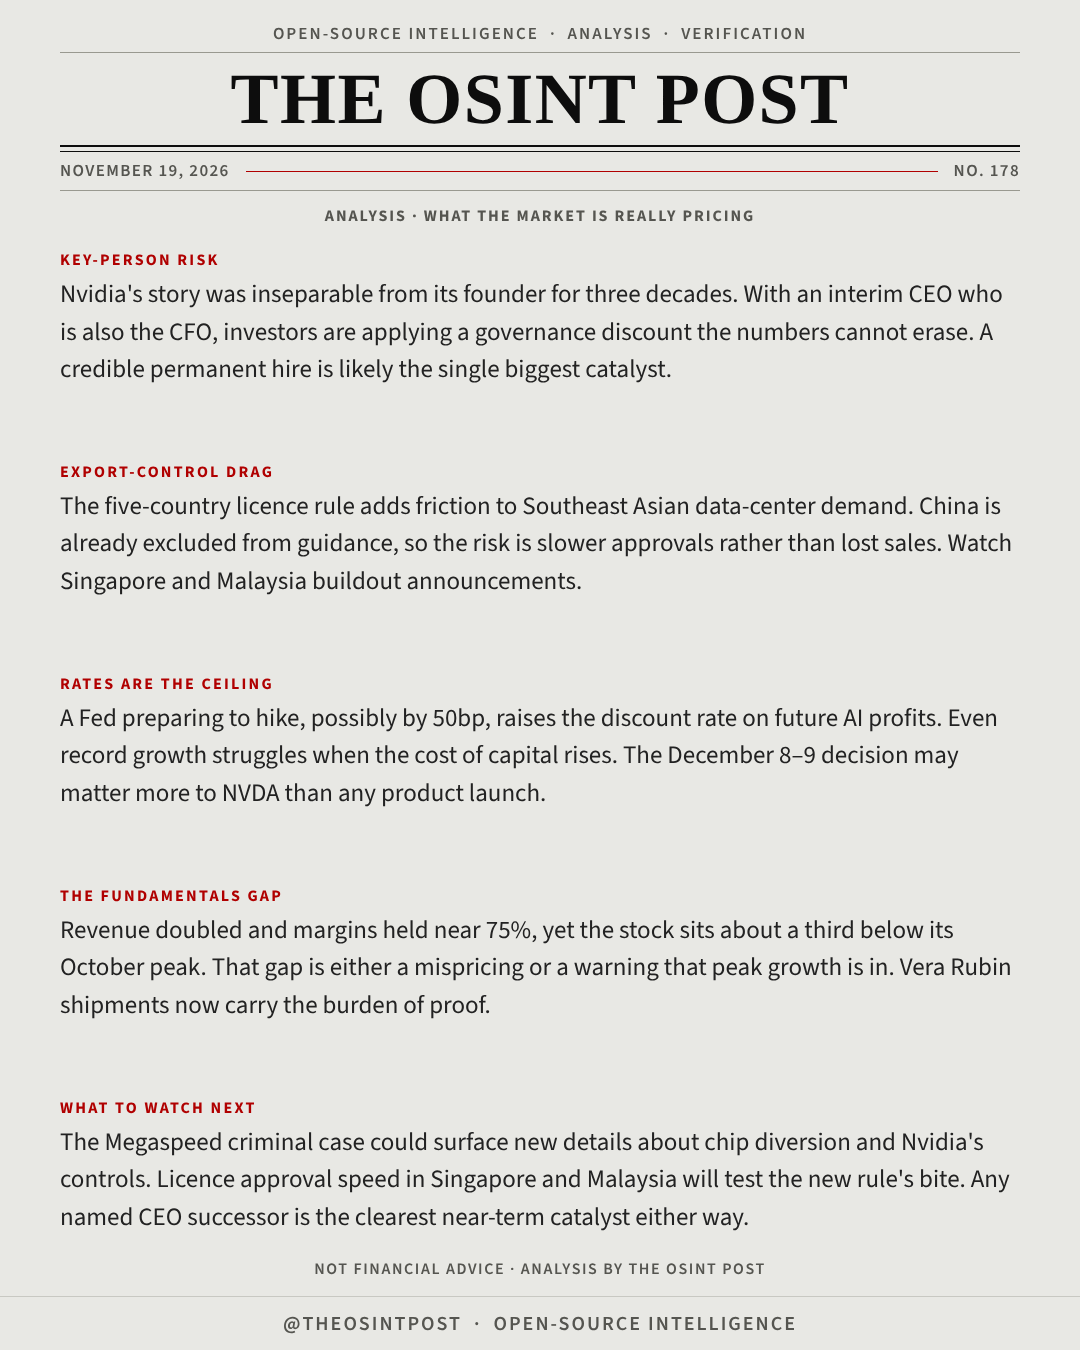 OPEN-SOURCE INTELLIGENCE · ANALYSIS · VERIFICATION
THE OSINT POST
NOVEMBER 19, 2026 NO. 178
ANALYSIS · WHAT THE MARKET IS REALLY PRICING
KEY-PERSON RISK
Nvidia's story was inseparable from its founder for three decades. With an interim CEO who
is also the CFO, investors are applying a governance discount the numbers cannot erase. A
credible permanent hire is likely the single biggest catalyst.
EXPORT-CONTROL DRAG
The five-country licence rule adds friction to Southeast Asian data-center demand. China is
already excluded from guidance, so the risk is slower approvals rather than lost sales. Watch
Singapore and Malaysia buildout announcements.
RATES ARE THE CEILING
A Fed preparing to hike, possibly by 50bp, raises the discount rate on future AI profits. Even
record growth struggles when the cost of capital rises. The December 8–9 decision may
matter more to NVDA than any product launch.
THE FUNDAMENTALS GAP
Revenue doubled and margins held near 75%, yet the stock sits about a third below its
October peak. That gap is either a mispricing or a warning that peak growth is in. Vera Rubin
shipments now carry the burden of proof.
WHAT TO WATCH NEXT
The Megaspeed criminal case could surface new details about chip diversion and Nvidia's
controls. Licence approval speed in Singapore and Malaysia will test the new rule's bite. Any
named CEO successor is the clearest near-term catalyst either way.
NOT FINANCIAL ADVICE · ANALYSIS BY THE OSINT POST
@THEOSINTPOST · OPEN-SOURCE INTELLIGENCE